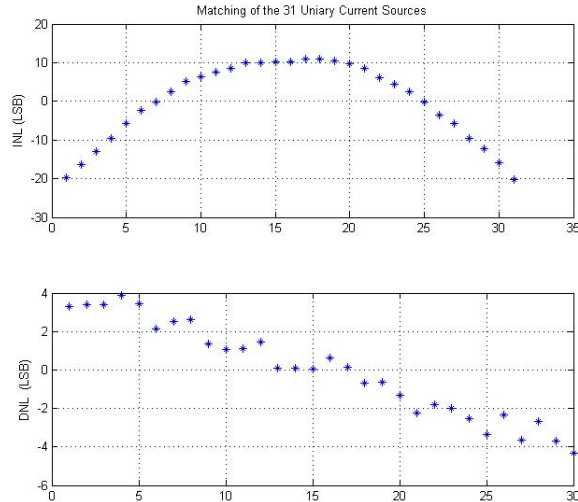 Matching of the 31 Uniary Current Sources
20
10
0
-10
-20
-30
INL (LSB)
0 5 10 15 20 25 30 35
4
2
0
-2
-4
-6
DNL (LSB)
0 5 10 15 20 25 30